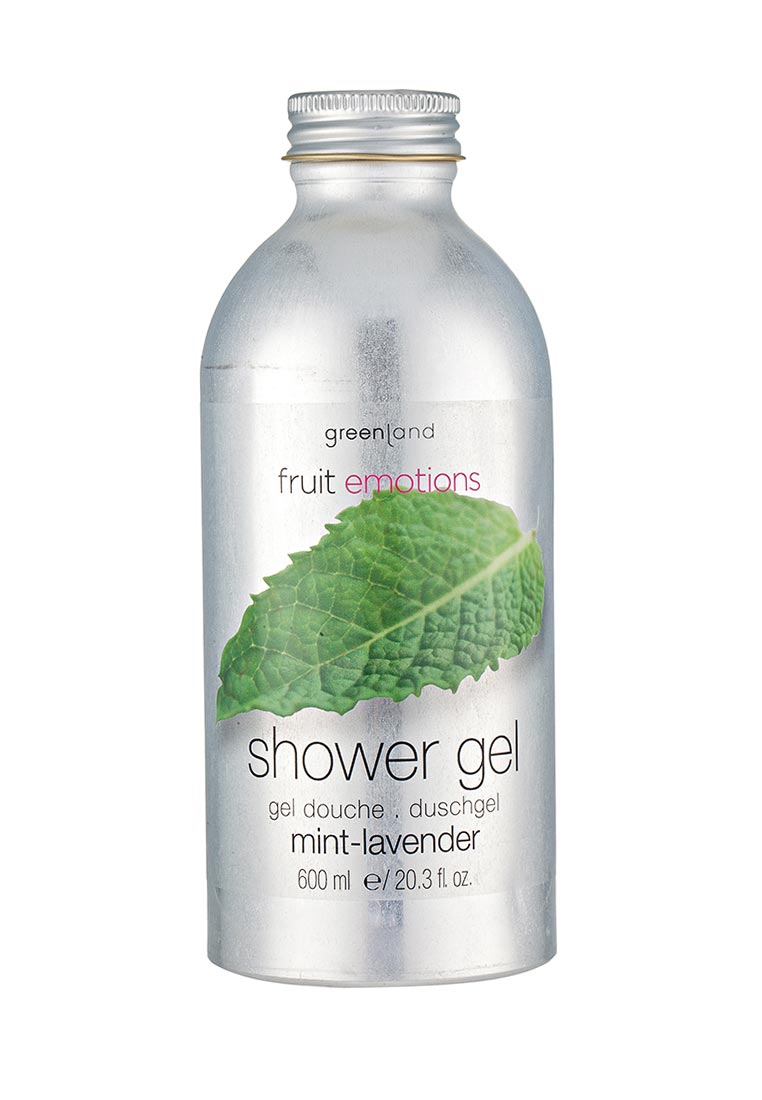 greenland
fruit emotions
shower gel
gel douche . duschgel
mint-lavender
600 ml ℮/ 20.3 fl. oz.